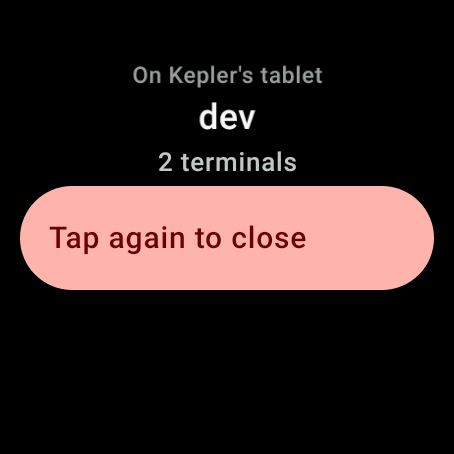 On Kepler's tablet
dev
2 terminals
Tap again to close